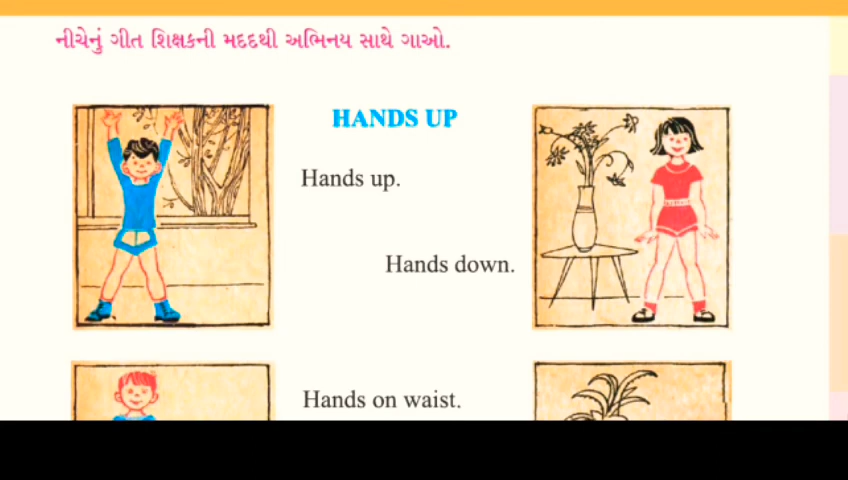 નીચેનું ગીત શિક્ષકની મદદથી અભિનય સાથે ગાઓ.
HANDS UP
Hands up.
Hands down.
Hands on waist.